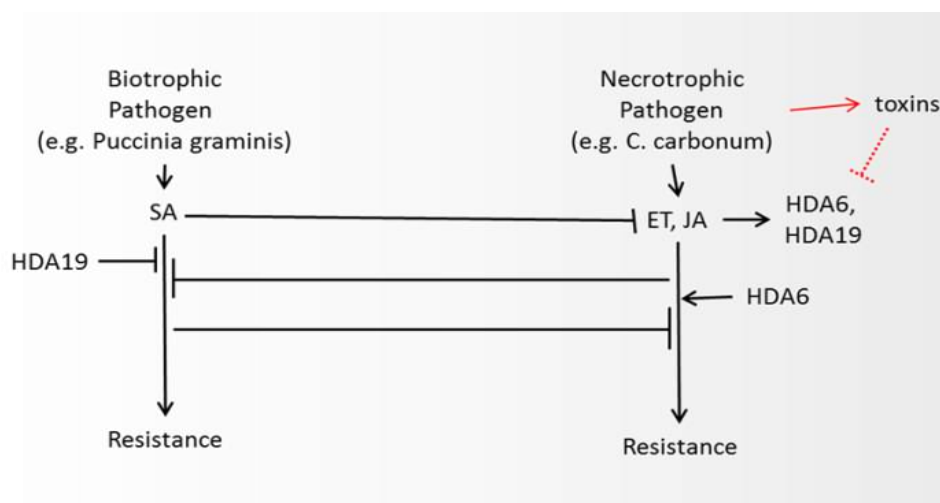 Biotrophic
Pathogen
(e.g. Puccinia graminis)
Necrotrophic
Pathogen
(e.g. C. carbonum)
toxins
SA
ET, JA
HDA6,
HDA19
HDA19
HDA6
Resistance
Resistance